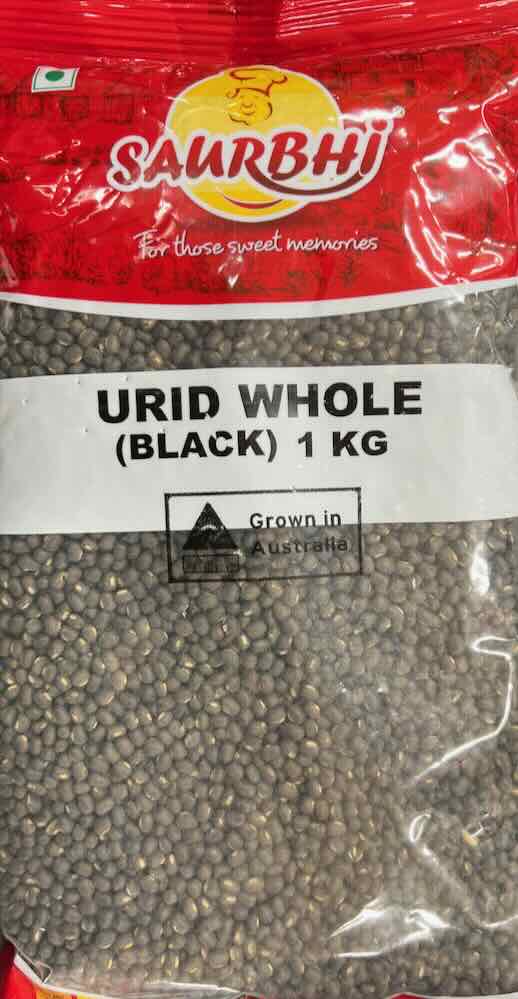 SAURBHI
For those sweet memories
URID WHOLE
(BLACK) 1 KG
Grown in
Australia